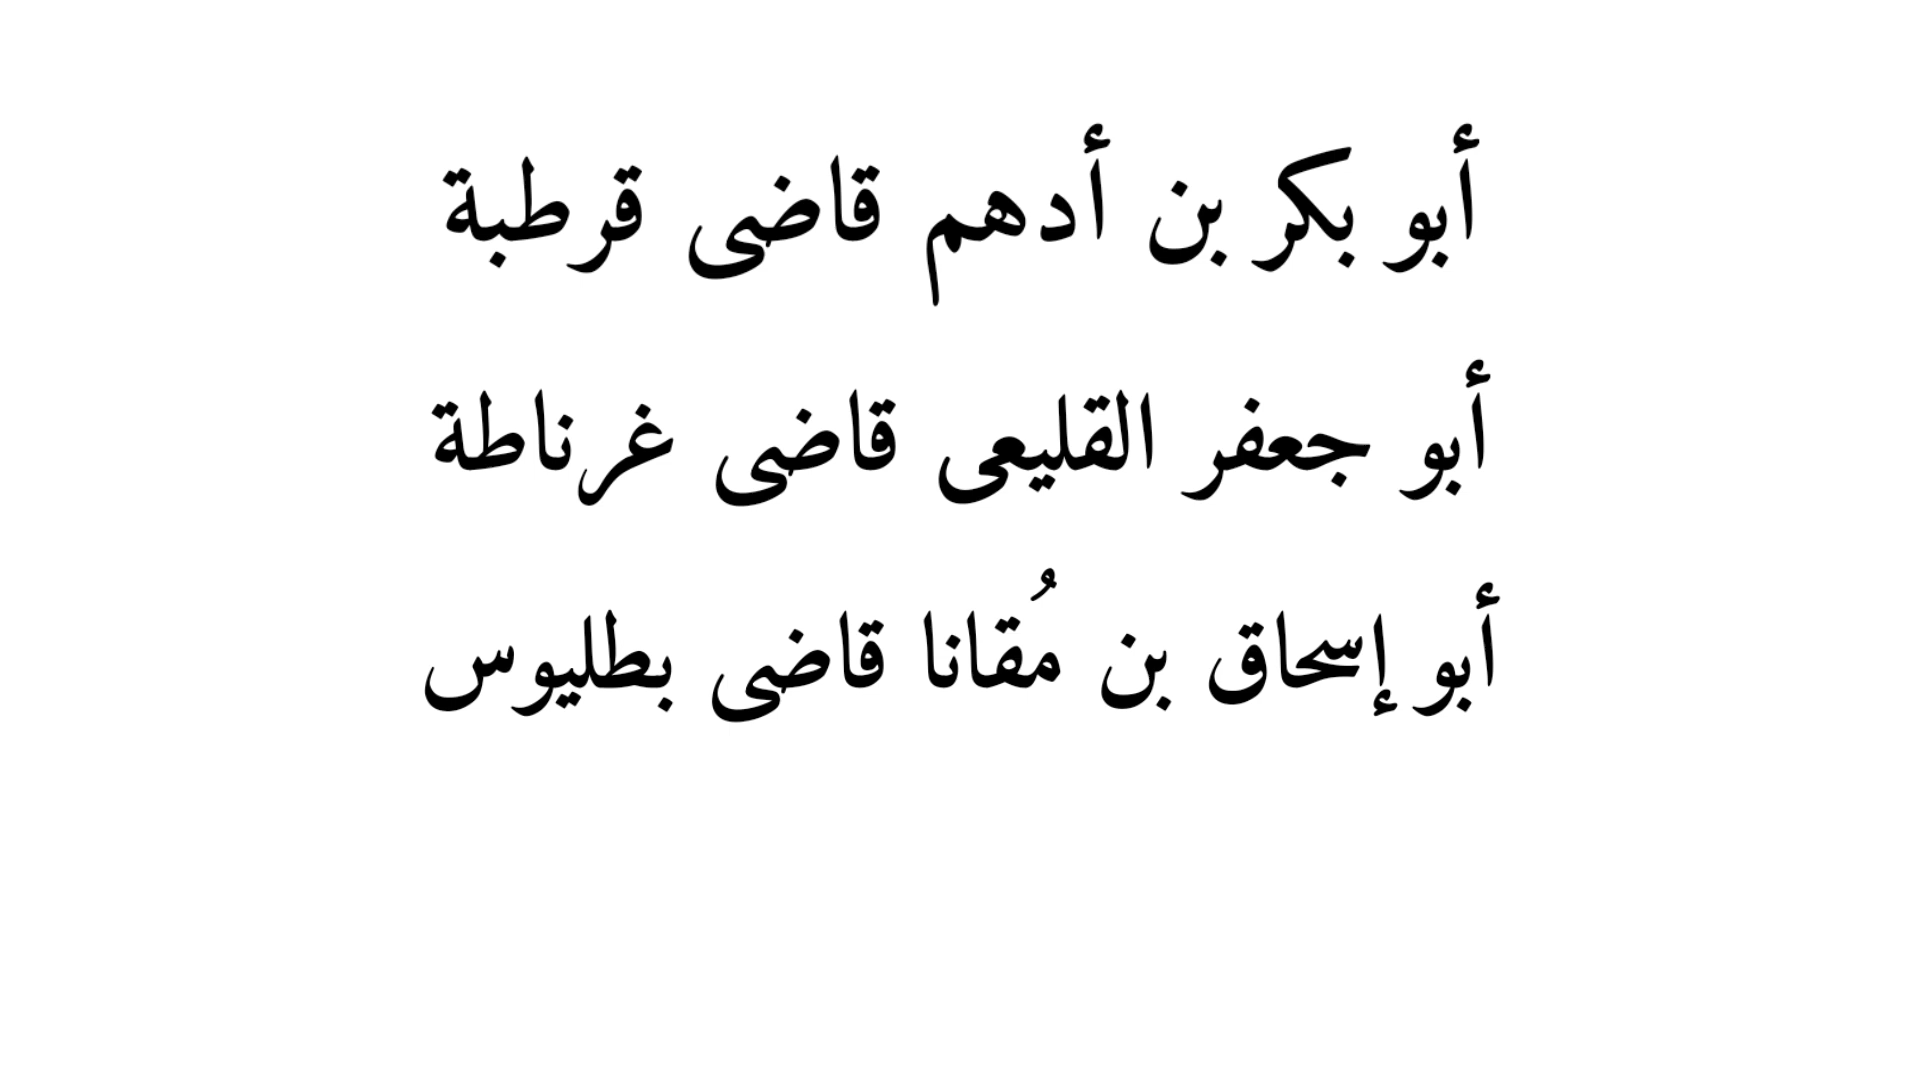 أبو بكر بن أدهم قاضى قرطبة
أبو جعفر القليعى قاضى غرناطة
أبو إسحاق بن مُقانا قاضى بطليوس